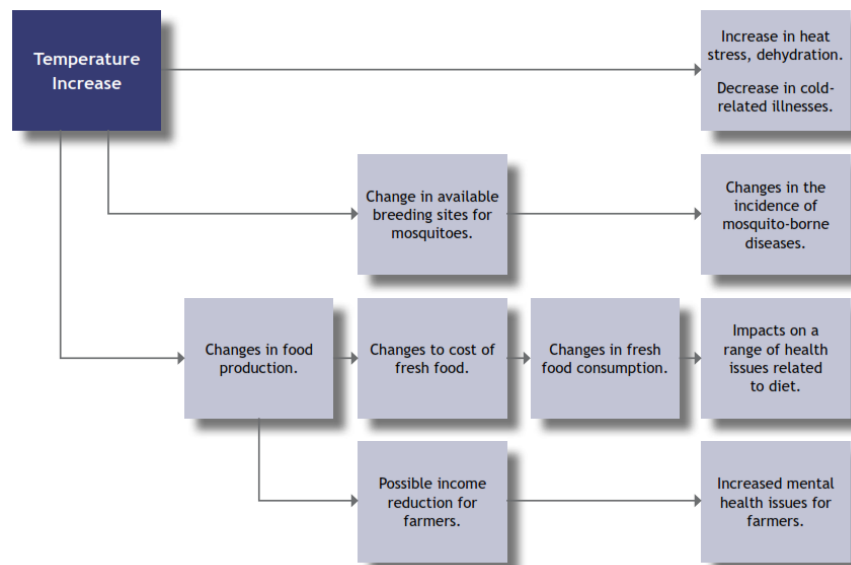 Temperature
Increase
Increase in heat
stress, dehydration.
Decrease in cold-
related illnesses.
Change in available
breeding sites for
mosquitoes.
Changes in the
incidence of
mosquito-borne
diseases.
Changes in food
production.
Changes to cost of
fresh food.
Changes in fresh
food consumption.
Impacts on a
range of health
issues related
to diet.
Possible income
reduction for
farmers.
Increased mental
health issues for
farmers.